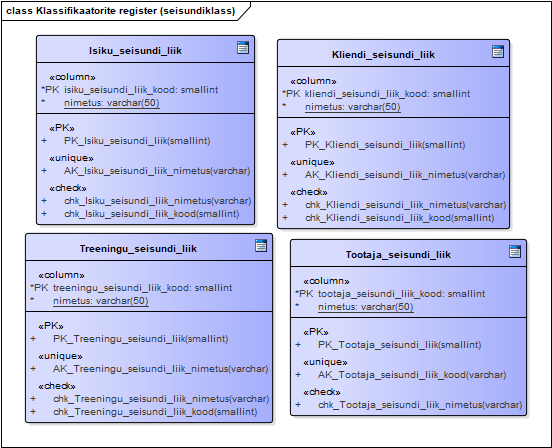 class Klassifikaatorite register (seisundiklass)
Isiku_seisundi_liik
«column»
*PK isiku_seisundi_liik_kood: smallint
* nimetus: varchar(50)
«PK»
+ PK_Isiku_seisundi_liik(smallint)
«unique»
+ AK_Isiku_seisundi_liik_nimetus(varchar)
«check»
+ chk_Isiku_seisundi_liik_nimetus(varchar)
+ chk_Isiku_seisundi_liik_kood(smallint)
Kliendi_seisundi_liik
«column»
*PK kliendi_seisundi_liik_kood: smallint
* nimetus: varchar(50)
«PK»
+ PK_Kliendi_seisundi_liik(smallint)
«unique»
+ AK_Kliendi_seisundi_liik_nimetus(varchar)
«check»
+ chk_Kliendi_seisundi_liik_nimetus(varchar)
+ chk_Kliendi_seisundi_liik_kood(smallint)
Treeningu_seisundi_liik
«column»
*PK treeningu_seisundi_liik_kood: smallint
* nimetus: varchar(50)
«PK»
+ PK_Treeningu_seisundi_liik(smallint)
«unique»
+ AK_Treeningu_seisundi_liik_nimetus(varchar)
«check»
+ chk_Treeningu_seisundi_liik_nimetus(varchar)
+ chk_Treeningu_seisundi_liik_kood(smallint)
Tootaja_seisundi_liik
«column»
*PK tootaja_seisundi_liik_kood: smallint
* nimetus: varchar(50)
«PK»
+ PK_Tootaja_seisundi_liik(smallint)
«unique»
+ AK_Tootaja_seisundi_liik_kood(varchar)
«check»
+ chk_Tootaja_seisundi_liik_nimetus(varchar)